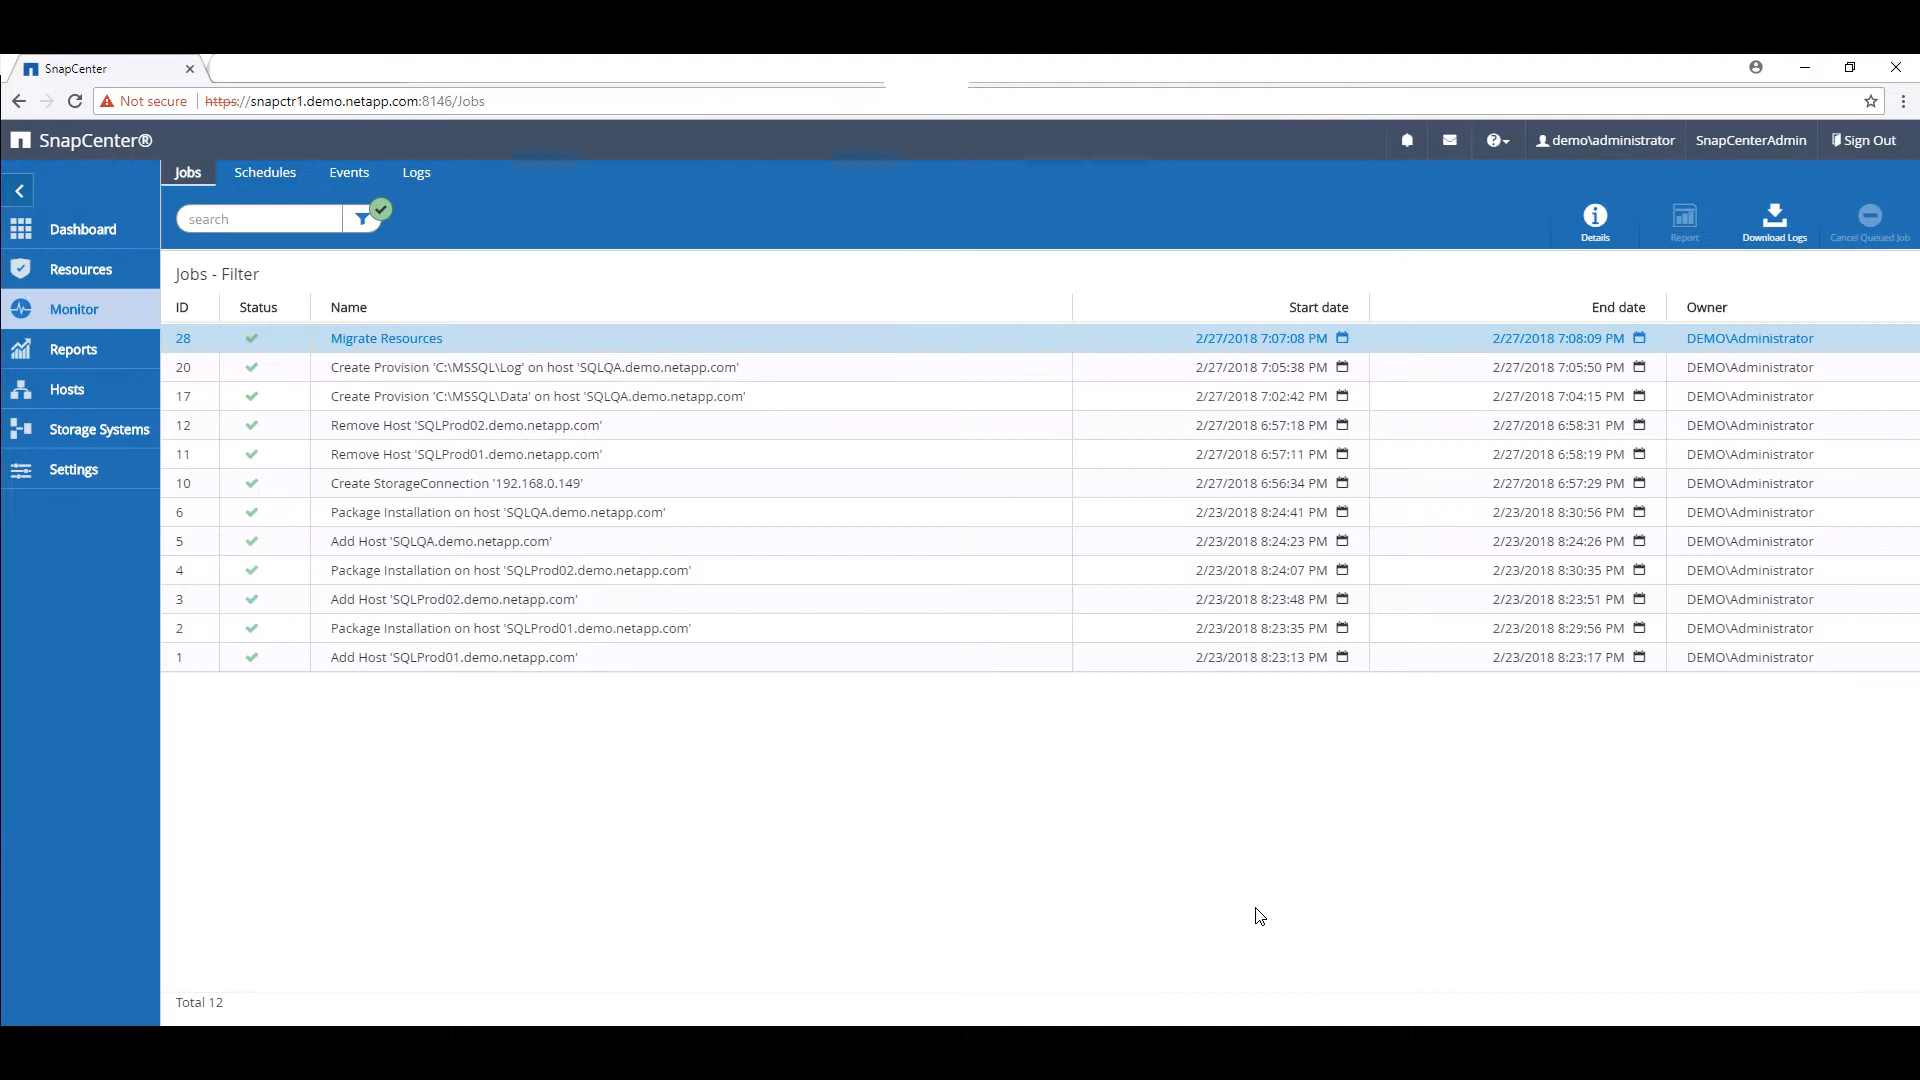 SnapCenter
Not secure https://snapctr1.demo.netapp.com:8146/Jobs
SnapCenter® demo\administrator SnapCenterAdmin Sign Out
Jobs Schedules Events Logs
search
Details Report Download Logs Cancel Queued Job
Dashboard
Resources
Monitor
Reports
Hosts
Storage Systems
Settings
Jobs - Filter
ID Status Name Start date End date Owner
28 Migrate Resources 2/27/2018 7:07:08 PM 2/27/2018 7:08:09 PM DEMO\Administrator
20 Create Provision 'C:\MSSQL\Log' on host 'SQLQA.demo.netapp.com' 2/27/2018 7:05:38 PM 2/27/2018 7:05:50 PM DEMO\Administrator
17 Create Provision 'C:\MSSQL\Data' on host 'SQLQA.demo.netapp.com' 2/27/2018 7:02:42 PM 2/27/2018 7:04:15 PM DEMO\Administrator
12 Remove Host 'SQLProd02.demo.netapp.com' 2/27/2018 6:57:18 PM 2/27/2018 6:58:31 PM DEMO\Administrator
11 Remove Host 'SQLProd01.demo.netapp.com' 2/27/2018 6:57:11 PM 2/27/2018 6:58:19 PM DEMO\Administrator
10 Create StorageConnection '192.168.0.149' 2/27/2018 6:56:34 PM 2/27/2018 6:57:29 PM DEMO\Administrator
6 Package Installation on host 'SQLQA.demo.netapp.com' 2/23/2018 8:24:41 PM 2/23/2018 8:30:56 PM DEMO\Administrator
5 Add Host 'SQLQA.demo.netapp.com' 2/23/2018 8:24:23 PM 2/23/2018 8:24:26 PM DEMO\Administrator
4 Package Installation on host 'SQLProd02.demo.netapp.com' 2/23/2018 8:24:07 PM 2/23/2018 8:30:35 PM DEMO\Administrator
3 Add Host 'SQLProd02.demo.netapp.com' 2/23/2018 8:23:48 PM 2/23/2018 8:23:51 PM DEMO\Administrator
2 Package Installation on host 'SQLProd01.demo.netapp.com' 2/23/2018 8:23:35 PM 2/23/2018 8:29:56 PM DEMO\Administrator
1 Add Host 'SQLProd01.demo.netapp.com' 2/23/2018 8:23:13 PM 2/23/2018 8:23:17 PM DEMO\Administrator
Total 12